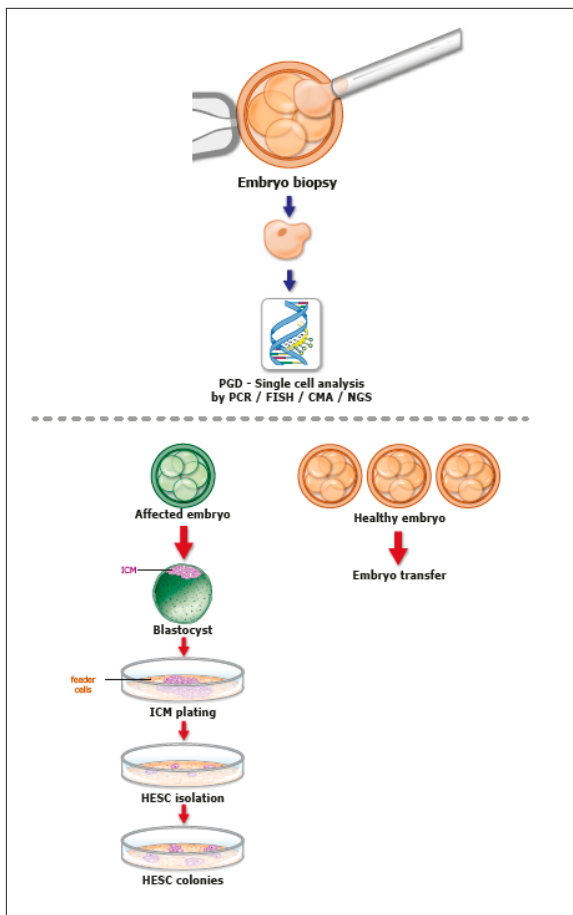 Embryo biopsy
PGD - Single cell analysis
by PCR / FISH / CMA / NGS
Affected embryo
Healthy embryo
Embryo transfer
ICM
Blastocyst
feeder
cells
ICM plating
HESC isolation
HESC colonies